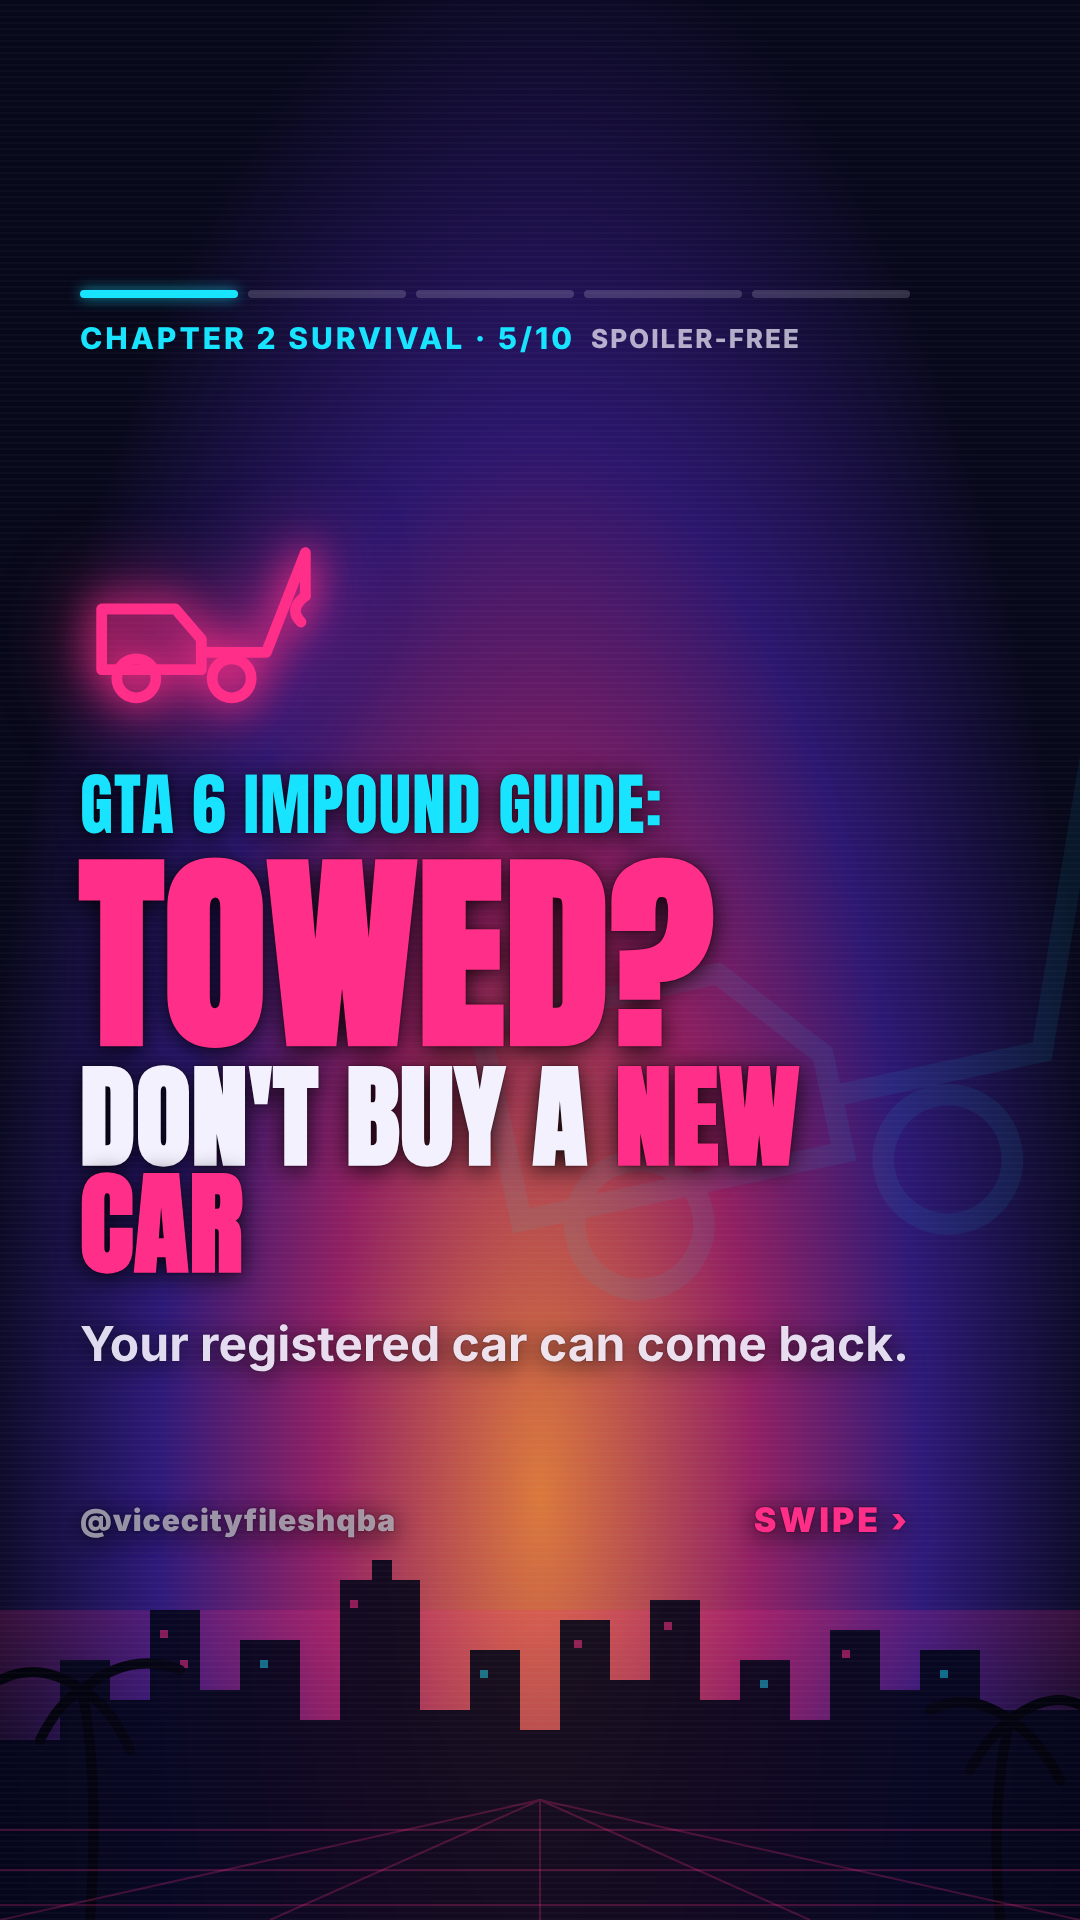 CHAPTER 2 SURVIVAL · 5/10 SPOILER-FREE
GTA 6 IMPOUND GUIDE:
TOWED?
DON'T BUY A NEW
CAR
Your registered car can come back.
@vicecityfileshqba
SWIPE ›